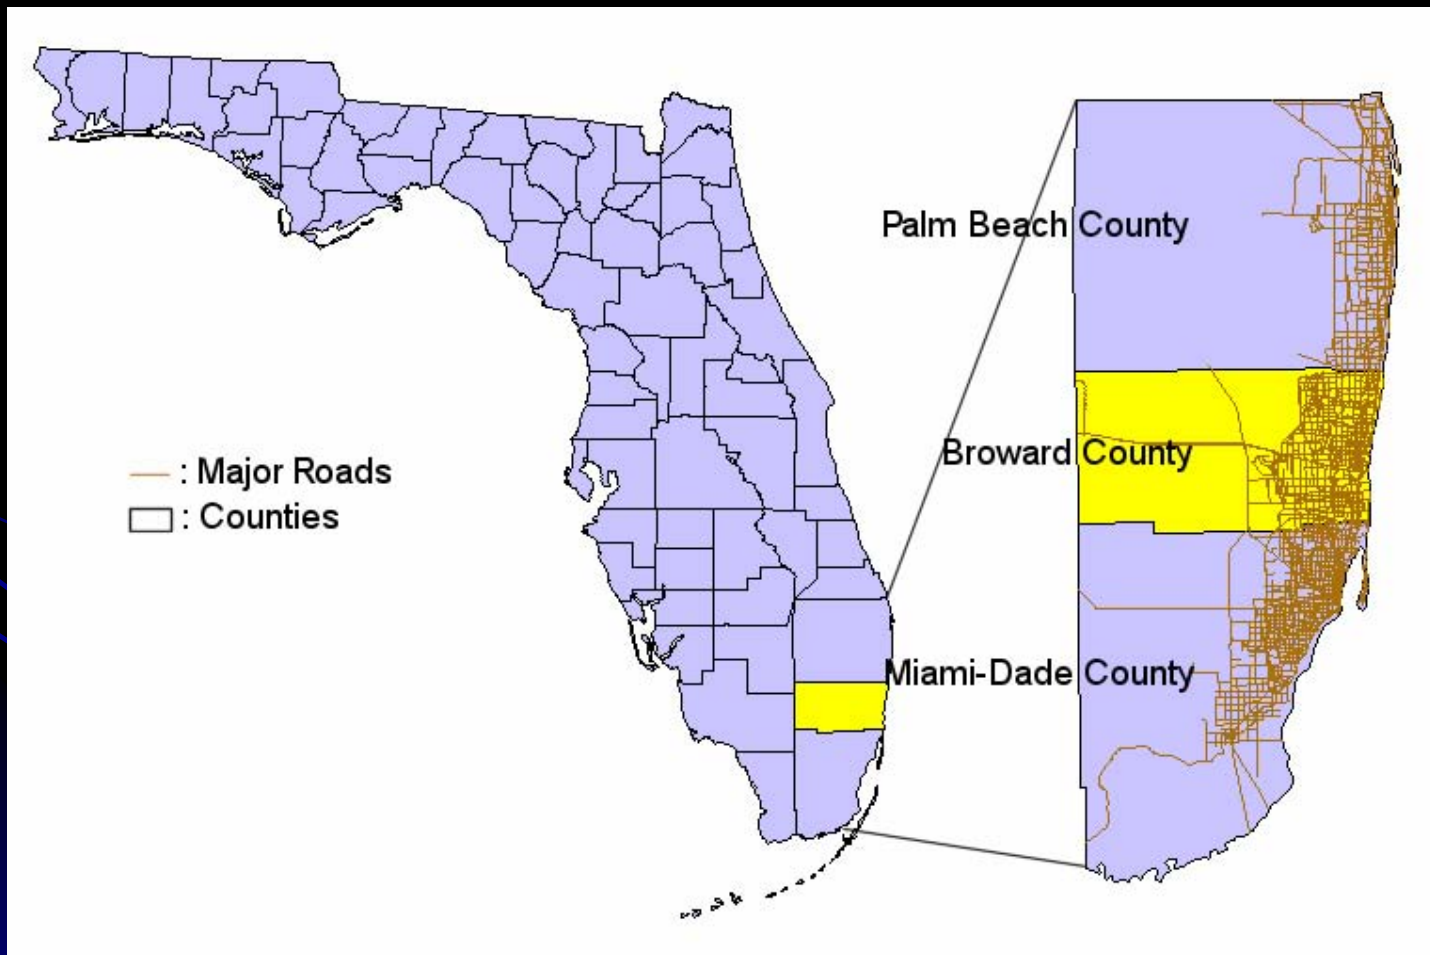 Palm Beach County
Broward County
: Major Roads
: Counties
Miami-Dade County